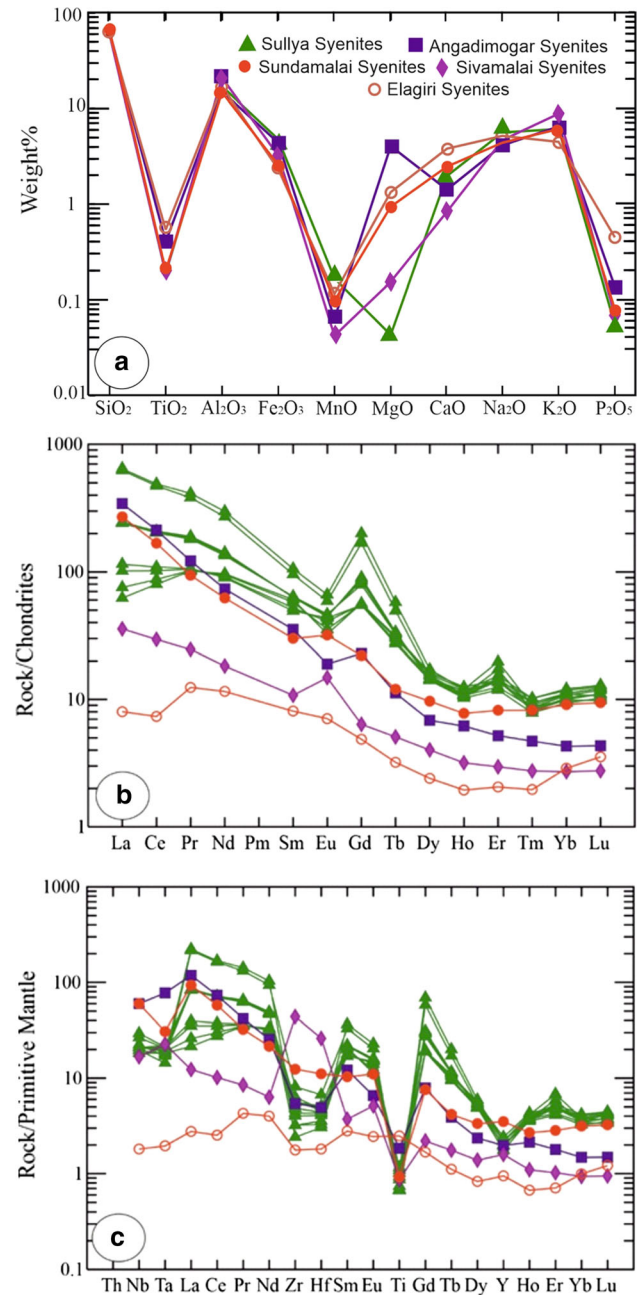 100
10
1
0.1
0.01
Weight%
Sullya Syenites Angadimogar Syenites
Sundamalai Syenites Sivamalai Syenites
Elagiri Syenites
a
SiO₂ TiO₂ Al₂O₃ Fe₂O₃ MnO MgO CaO Na₂O K₂O P₂O₅
1000
100
10
1
Rock/Chondrites
b
La Ce Pr Nd Pm Sm Eu Gd Tb Dy Ho Er Tm Yb Lu
1000
100
10
1
0.1
Rock/Primitive Mantle
c
Th Nb Ta La Ce Pr Nd Zr Hf Sm Eu Ti Gd Tb Dy Y Ho Er Yb Lu